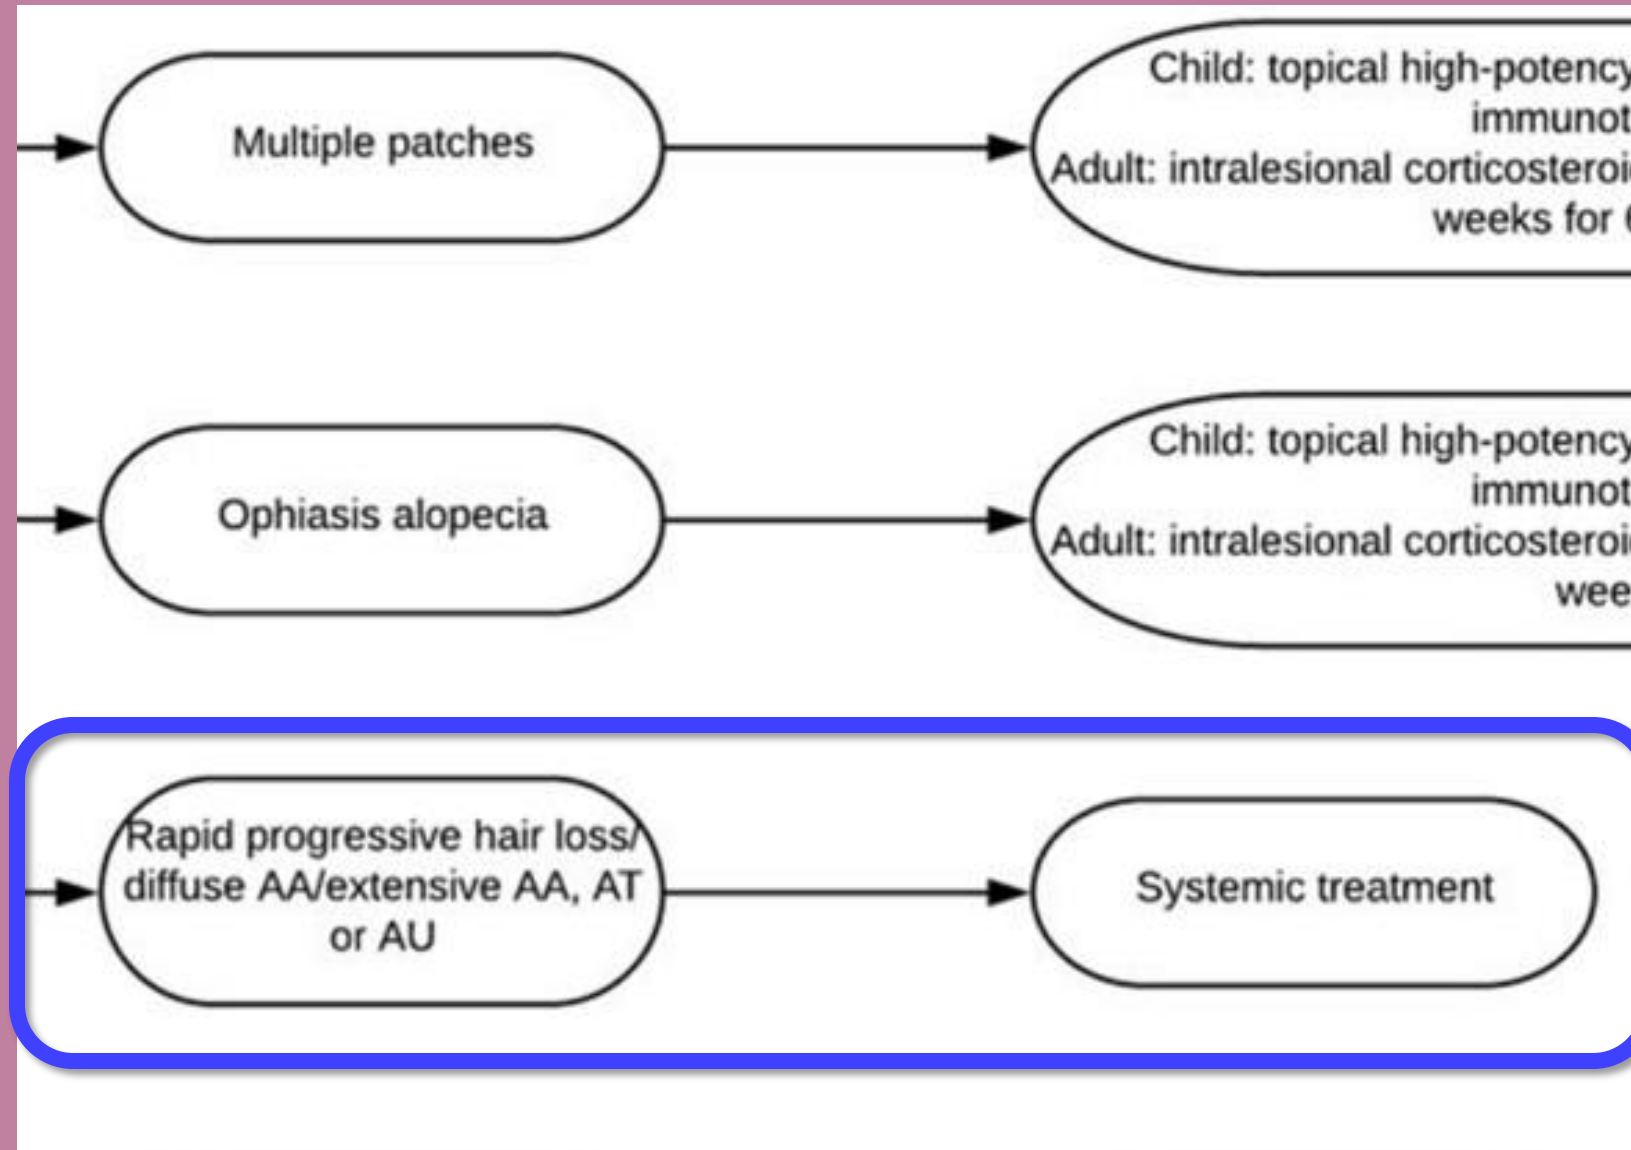 Multiple patches
Child: topical high-potency
immunot
Adult: intralesional corticosteroi
weeks for
Ophiasis alopecia
Child: topical high-potency
immunot
Adult: intralesional corticosteroi
wee
Rapid progressive hair loss/
diffuse AA/extensive AA, AT
or AU
Systemic treatment